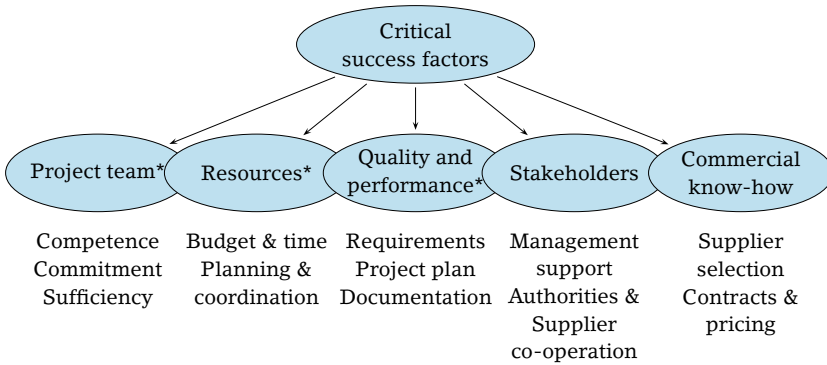 Critical
success factors
Project team*
Resources*
Quality and
performance*
Stakeholders
Commercial
know-how
Competence
Commitment
Sufficiency
Budget & time
Planning &
coordination
Requirements
Project plan
Documentation
Management
support
Authorities &
Supplier
co-operation
Supplier
selection
Contracts &
pricing